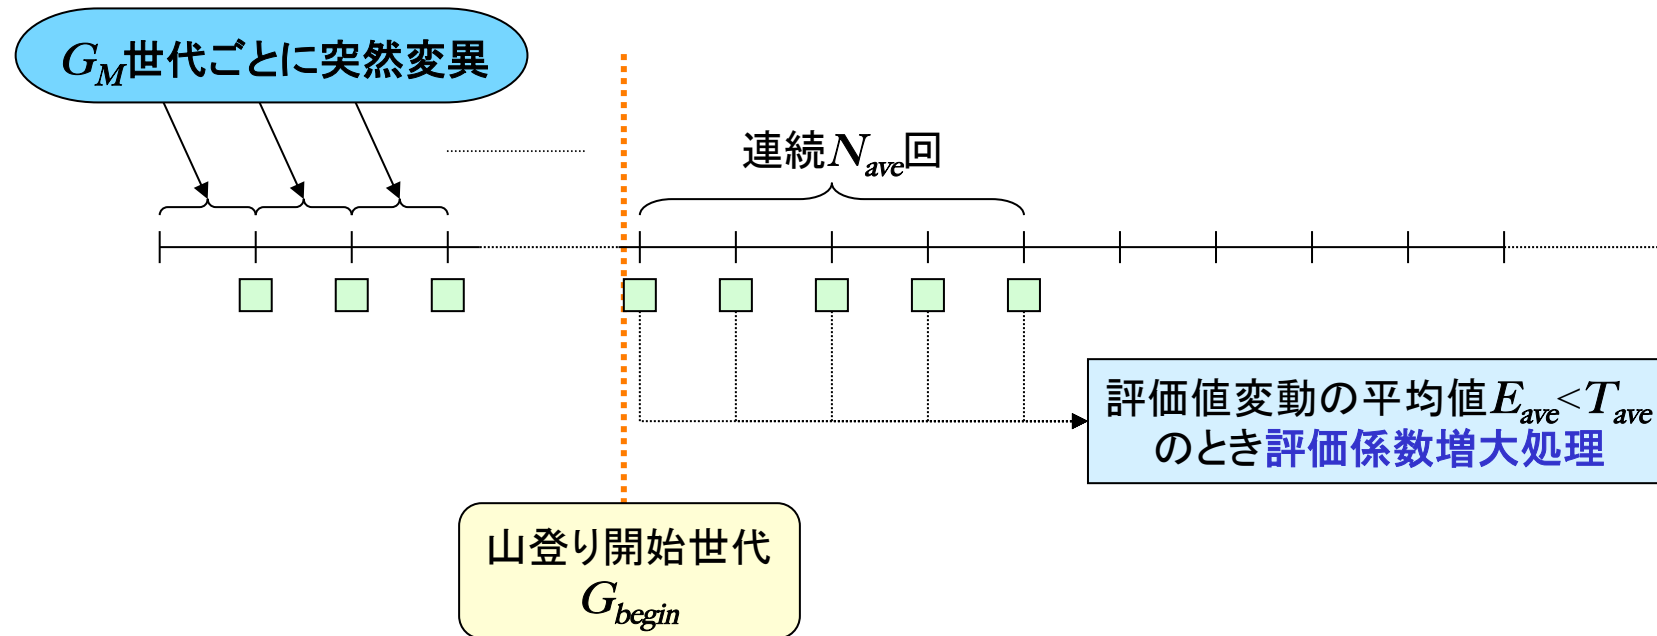 G_M世代ごとに突然変異
連続N_ave回
評価値変動の平均値E_ave<T_ave
のとき評価係数増大処理
山登り開始世代
G_begin